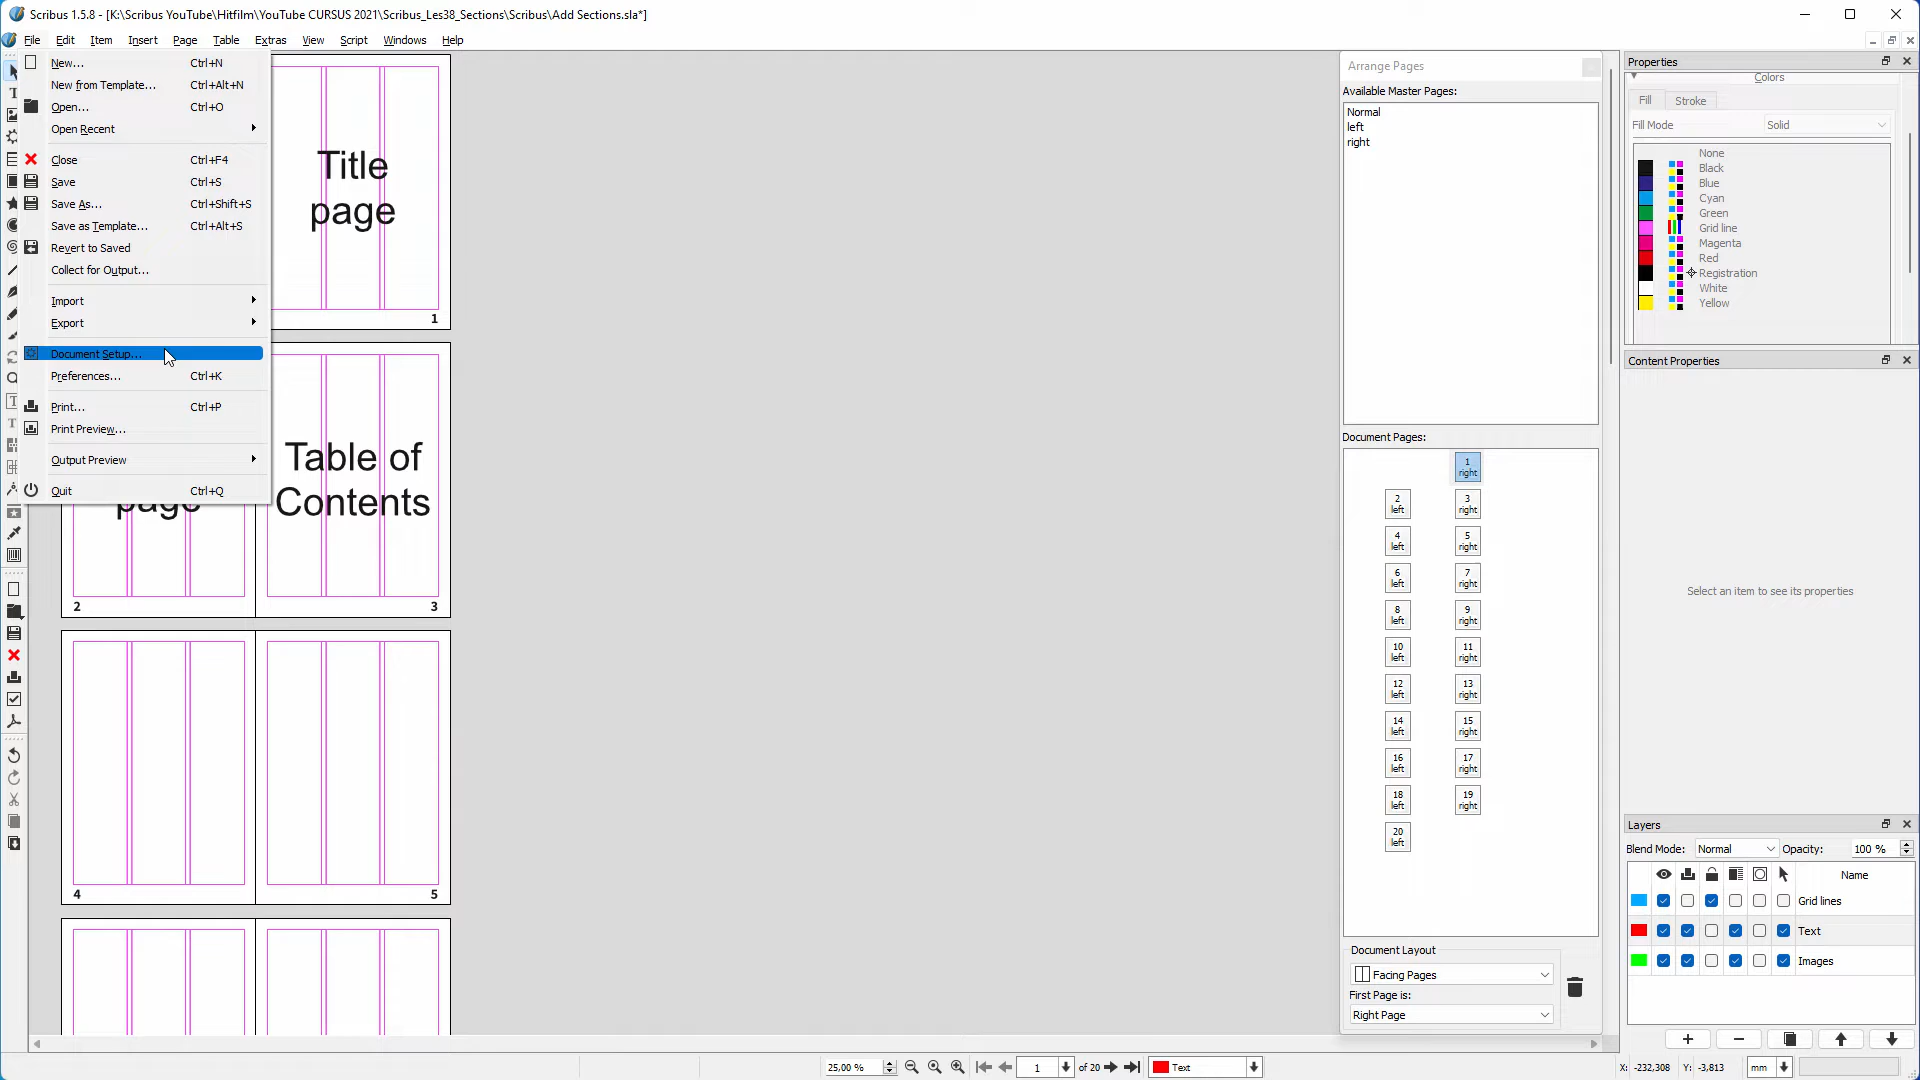 Scribus 1.5.8 - [K:\Scribus YouTube\Hitfilm\YouTube CURSUS 2021\Scribus_Les38_Sections\Scribus\Add Sections.sla*]
File Edit Item Insert Page Table Extras View Script Windows Help
New... Ctrl+N
New from Template... Ctrl+Alt+N
Open... Ctrl+O
Open Recent
Close Ctrl+F4
Save Ctrl+S
Save As... Ctrl+Shift+S
Save as Template... Ctrl+Alt+S
Revert to Saved
Collect for Output...
Import
Export
Document Setup...
Preferences... Ctrl+K
Print... Ctrl+P
Print Preview...
Output Preview
Quit Ctrl+Q
Title
page
1
page
Table of
Contents
2 3
4 5
Arrange Pages
Available Master Pages:
Normal
left
right
Document Pages:
1
right
2 3
left right
4 5
left right
6 7
left right
8 9
left right
10 11
left right
12 13
left right
14 15
left right
16 17
left right
18 19
left right
20
left
Document Layout
Facing Pages
First Page is:
Right Page
Properties
Colors
Fill Stroke
Fill Mode Solid
None
Black
Blue
Cyan
Green
Grid line
Magenta
Red
Registration
White
Yellow
Content Properties
Select an item to see its properties
Layers
Blend Mode: Normal Opacity: 100 %
Name
Grid lines
Text
Images
25,00 % 1 of 20 Text X: -232,308 Y: -3,813 mm